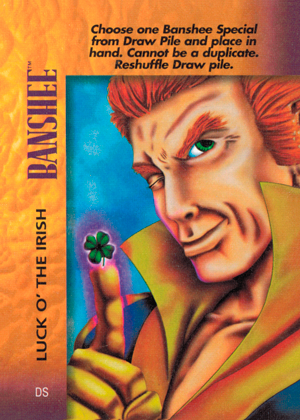 Choose one Banshee Special
from Draw Pile and place in
hand. Cannot be a duplicate.
Reshuffle Draw pile.
BANSHEE™
LUCK O' THE IRISH
DS